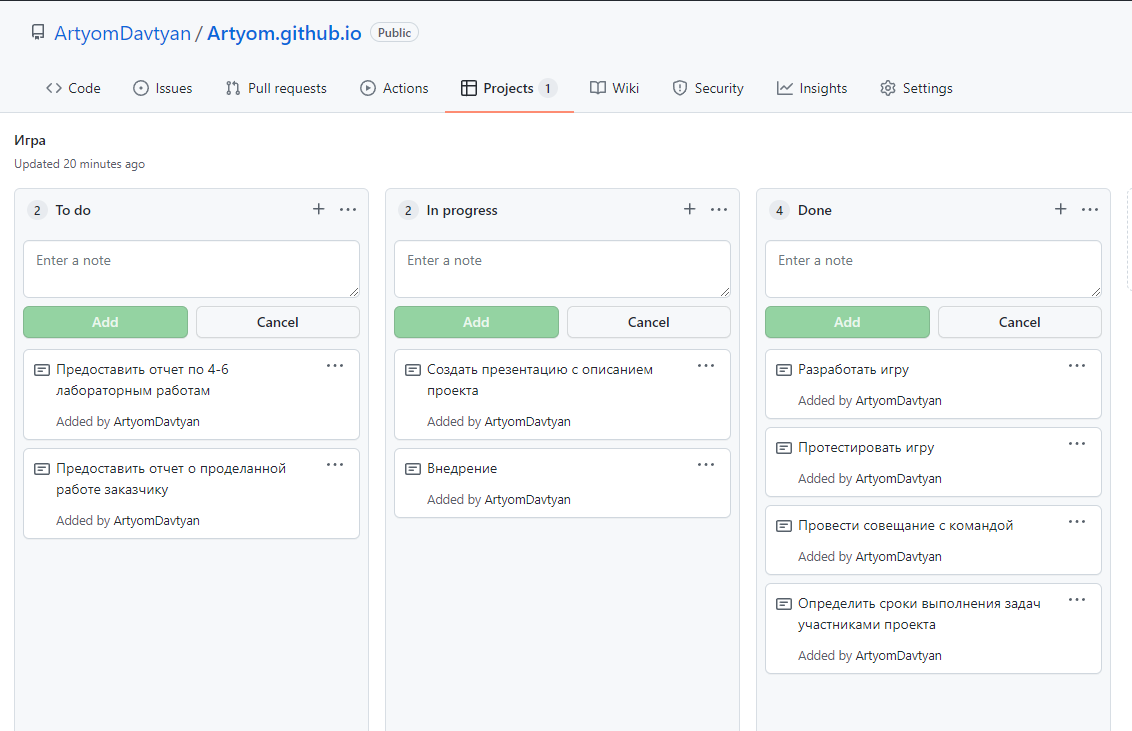 ArtyomDavtyan / Artyom.github.io Public
Code Issues Pull requests Actions Projects 1 Wiki Security Insights Settings
Игра
Updated 20 minutes ago
2 To do
Enter a note
Add Cancel
Предоставить отчет по 4-6
лабораторным работам
Added by ArtyomDavtyan
Предоставить отчет о проделанной
работе заказчику
Added by ArtyomDavtyan
2 In progress
Enter a note
Add Cancel
Создать презентацию с описанием
проекта
Added by ArtyomDavtyan
Внедрение
Added by ArtyomDavtyan
4 Done
Enter a note
Add Cancel
Разработать игру
Added by ArtyomDavtyan
Протестировать игру
Added by ArtyomDavtyan
Провести совещание с командой
Added by ArtyomDavtyan
Определить сроки выполнения задач
участниками проекта
Added by ArtyomDavtyan